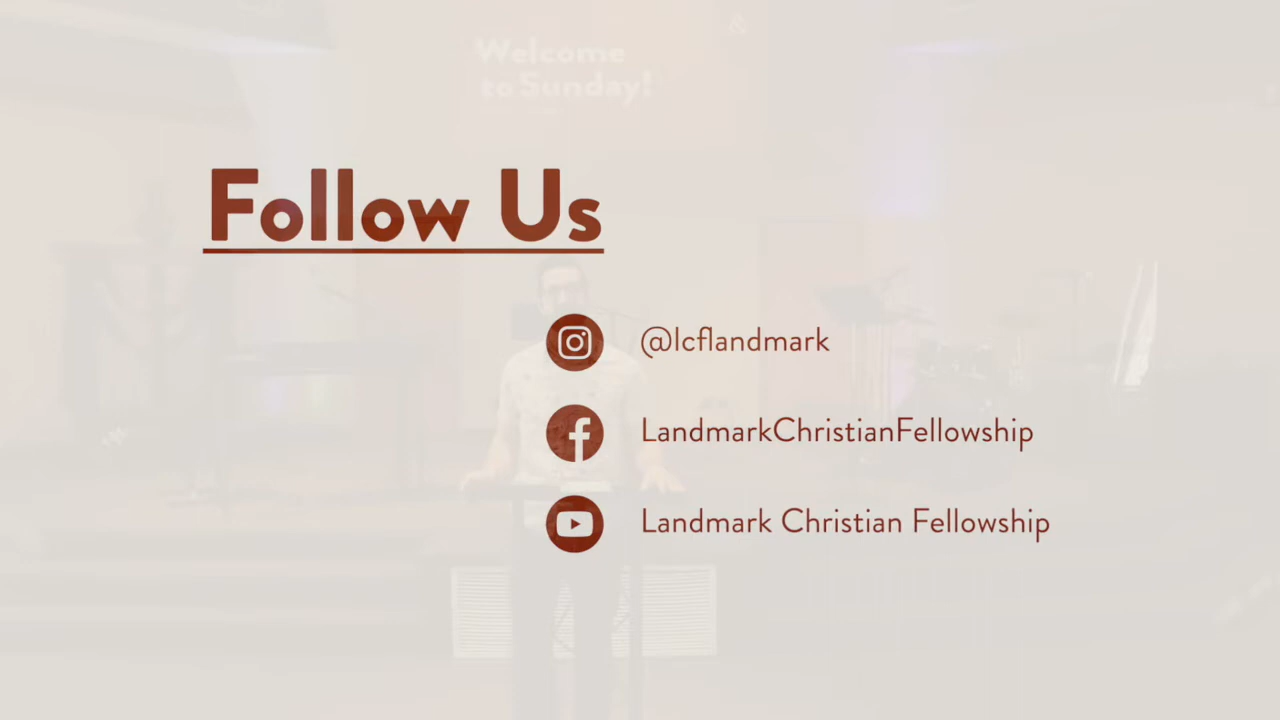 Welcome
to Sunday!
Follow Us
@lcflandmark
LandmarkChristianFellowship
Landmark Christian Fellowship